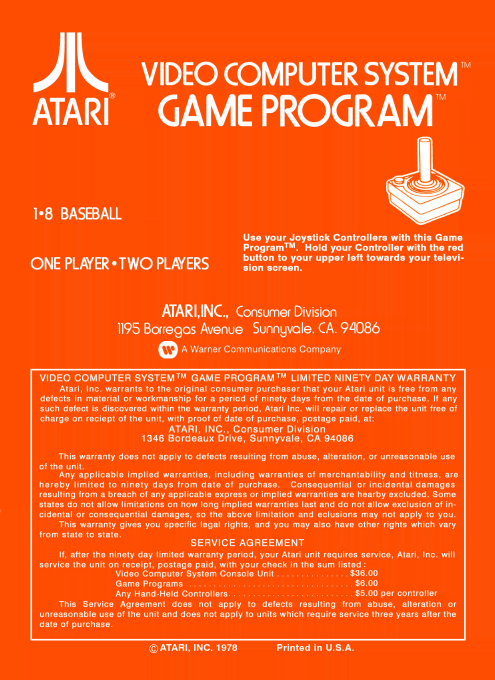 VIDEO COMPUTER SYSTEM™
ATARI® GAME PROGRAM™
1•8 BASEBALL
ONE PLAYER•TWO PLAYERS
Use your Joystick Controllers with this Game
Program™. Hold your Controller with the red
button to your upper left towards your televi-
sion screen.
ATARI,INC., Consumer Division
1195 Borregas Avenue Sunnyvale, CA. 94086
A Warner Communications Company
VIDEO COMPUTER SYSTEM™ GAME PROGRAM™ LIMITED NINETY DAY WARRANTY
Atari, Inc. warrants to the original consumer purchaser that your Atari unit is free from any
defects in material or workmanship for a period of ninety days from the date of purchase. If any
such defect is discovered within the warranty period, Atari Inc. will repair or replace the unit free of
charge on reciept of the unit, with proof of date of purchase, postage paid, at:
ATARI, INC., Consumer Division
1346 Bordeaux Drive, Sunnyvale, CA 94086
This warranty does not apply to defects resulting from abuse, alteration, or unreasonable use
of the unit.
Any applicable implied warranties, including warranties of merchantability and titness, are
hereby limited to ninety days from date of purchase. Consequential or incidental damages
resulting from a breach of any applicable express or implied warranties are hearby excluded. Some
states do not allow limitations on how long implied warranties last and do not allow exclusion of in-
cidental or consequential damages, so the above limitation and eclusions may not apply to you.
This warranty gives you specific legal rights, and you may also have other rights which vary
from state to state.
SERVICE AGREEMENT
If, after the ninety day limited warranty period, your Atari unit requires service, Atari, Inc. will
service the unit on receipt, postage paid, with your check in the sum listed:
Video Computer System Console Unit . . . . . . . . . . . . . . . $36.00
Game Programs . . . . . . . . . . . . . . . . . . . . . . . . . . . . . . . . . $6.00
Any Hand-Held Controllers. . . . . . . . . . . . . . . . . . . . . . . . . $5.00 per controller
This Service Agreement does not apply to defects resulting from abuse, alteration or
unreasonable use of the unit and does not apply to units which require service three years after the
date of purchase.
© ATARI, INC. 1978 Printed in U.S.A.